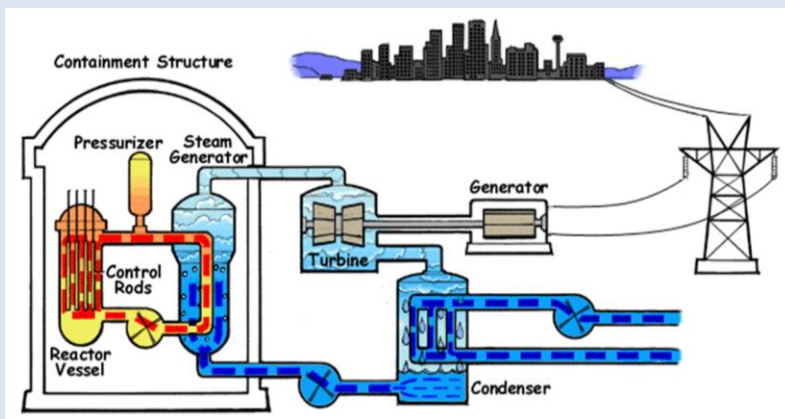 Containment Structure
Pressurizer
Steam
Generator
Generator
Turbine
Control
Rods
Reactor
Vessel
Condenser